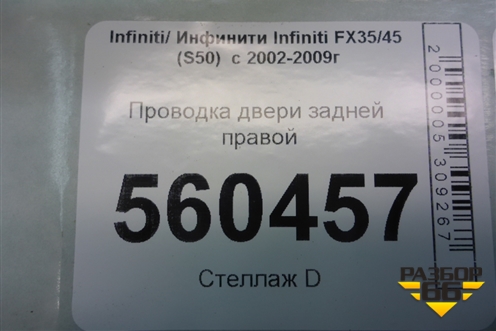 Infiniti/ Инфинити Infiniti FX35/45
(S50)  с 2002-2009г
Проводка двери задней
правой
560457
Стеллаж D
2000005309267
РАЗБОР
66